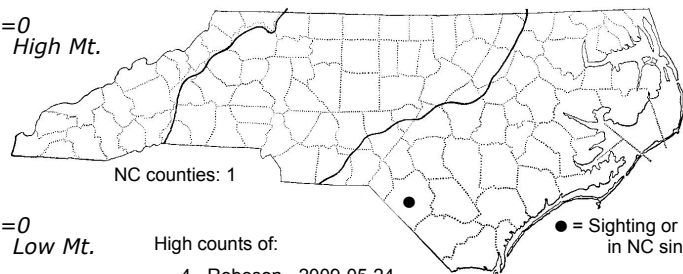 =0
High Mt.
NC counties: 1
=0
Low Mt.
High counts of:
4 - Robeson - 2009-05-24
● = Sighting or
in NC sin